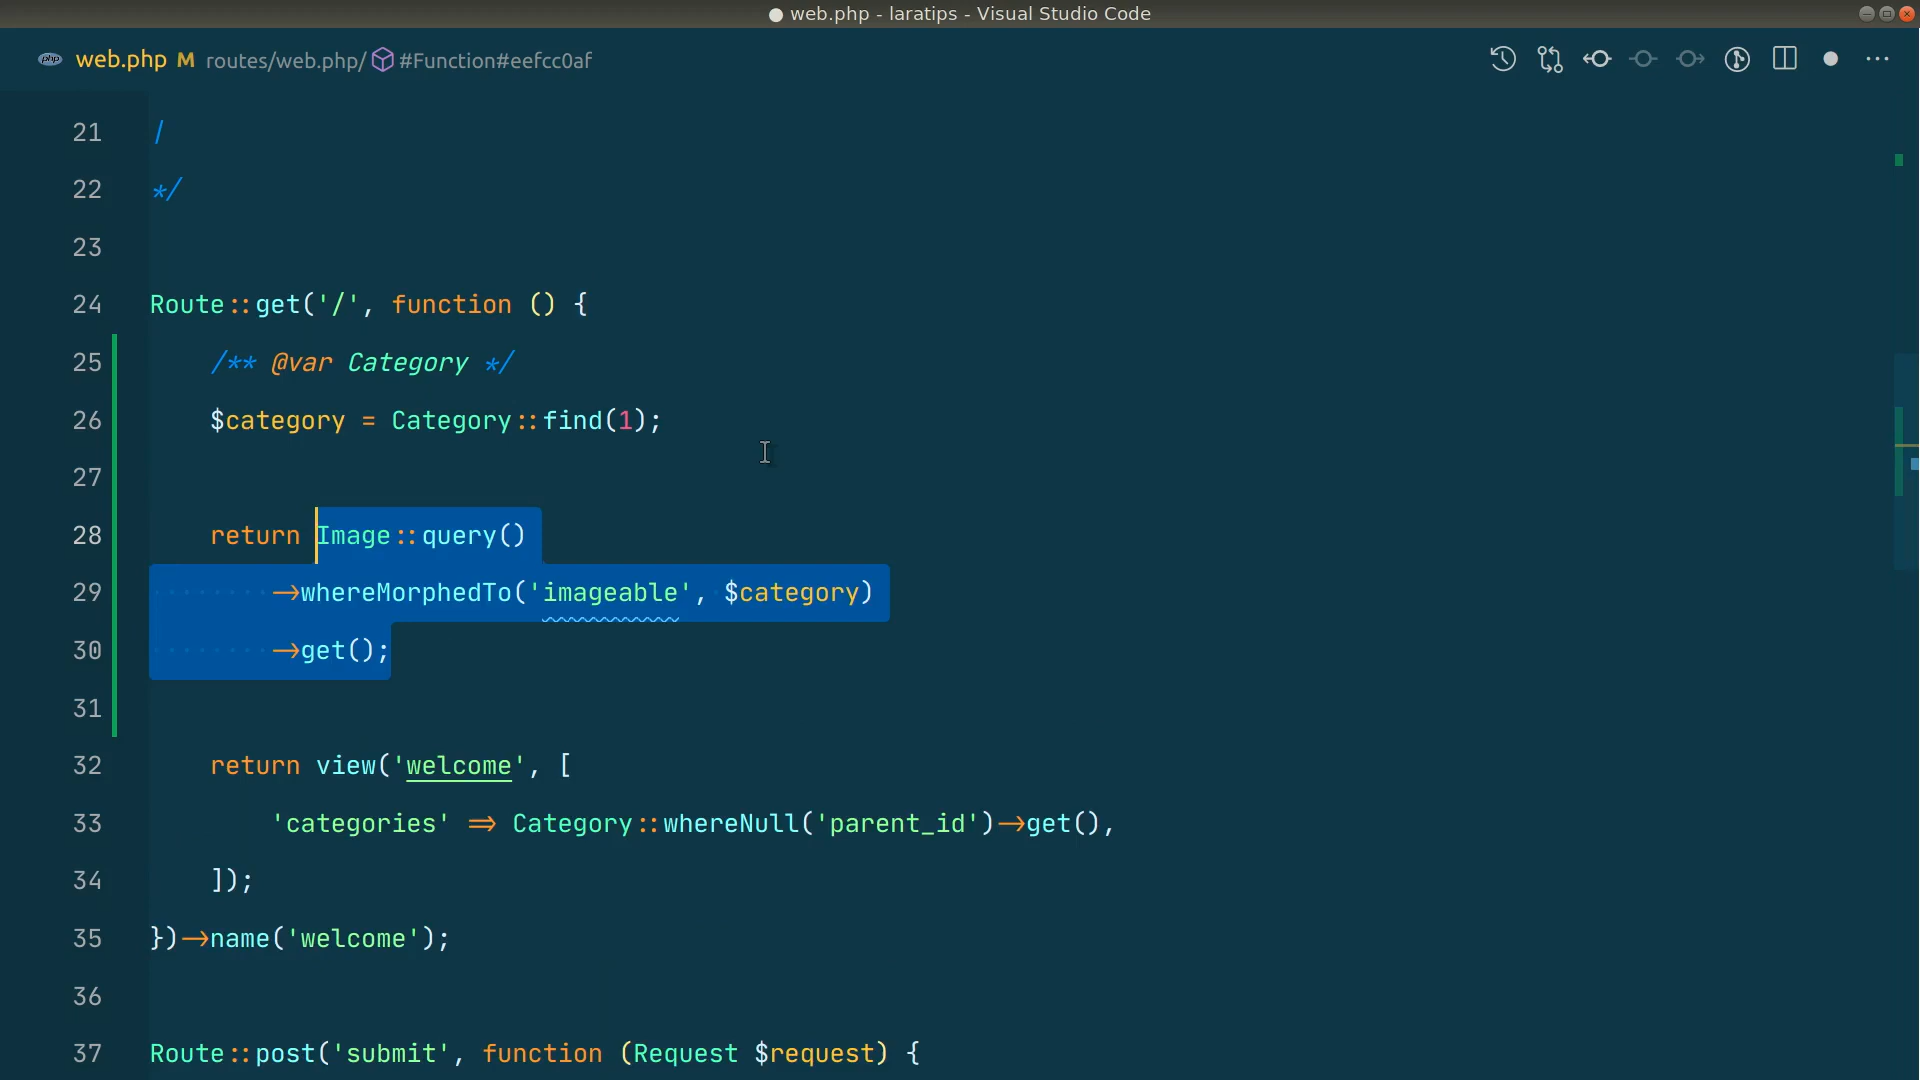 web.php - laratips - Visual Studio Code
php web.php M routes/web.php/ #Function#eefcc0af
21 /
22 */
23
24 Route::get('/', function () {
25 /** @var Category */
26 $category = Category::find(1);
27
28 return Image::query()
29 ->whereMorphedTo('imageable', $category)
30 ->get();
31
32 return view('welcome', [
33 'categories' => Category::whereNull('parent_id')->get(),
34 ]);
35 })->name('welcome');
36
37 Route::post('submit', function (Request $request) {